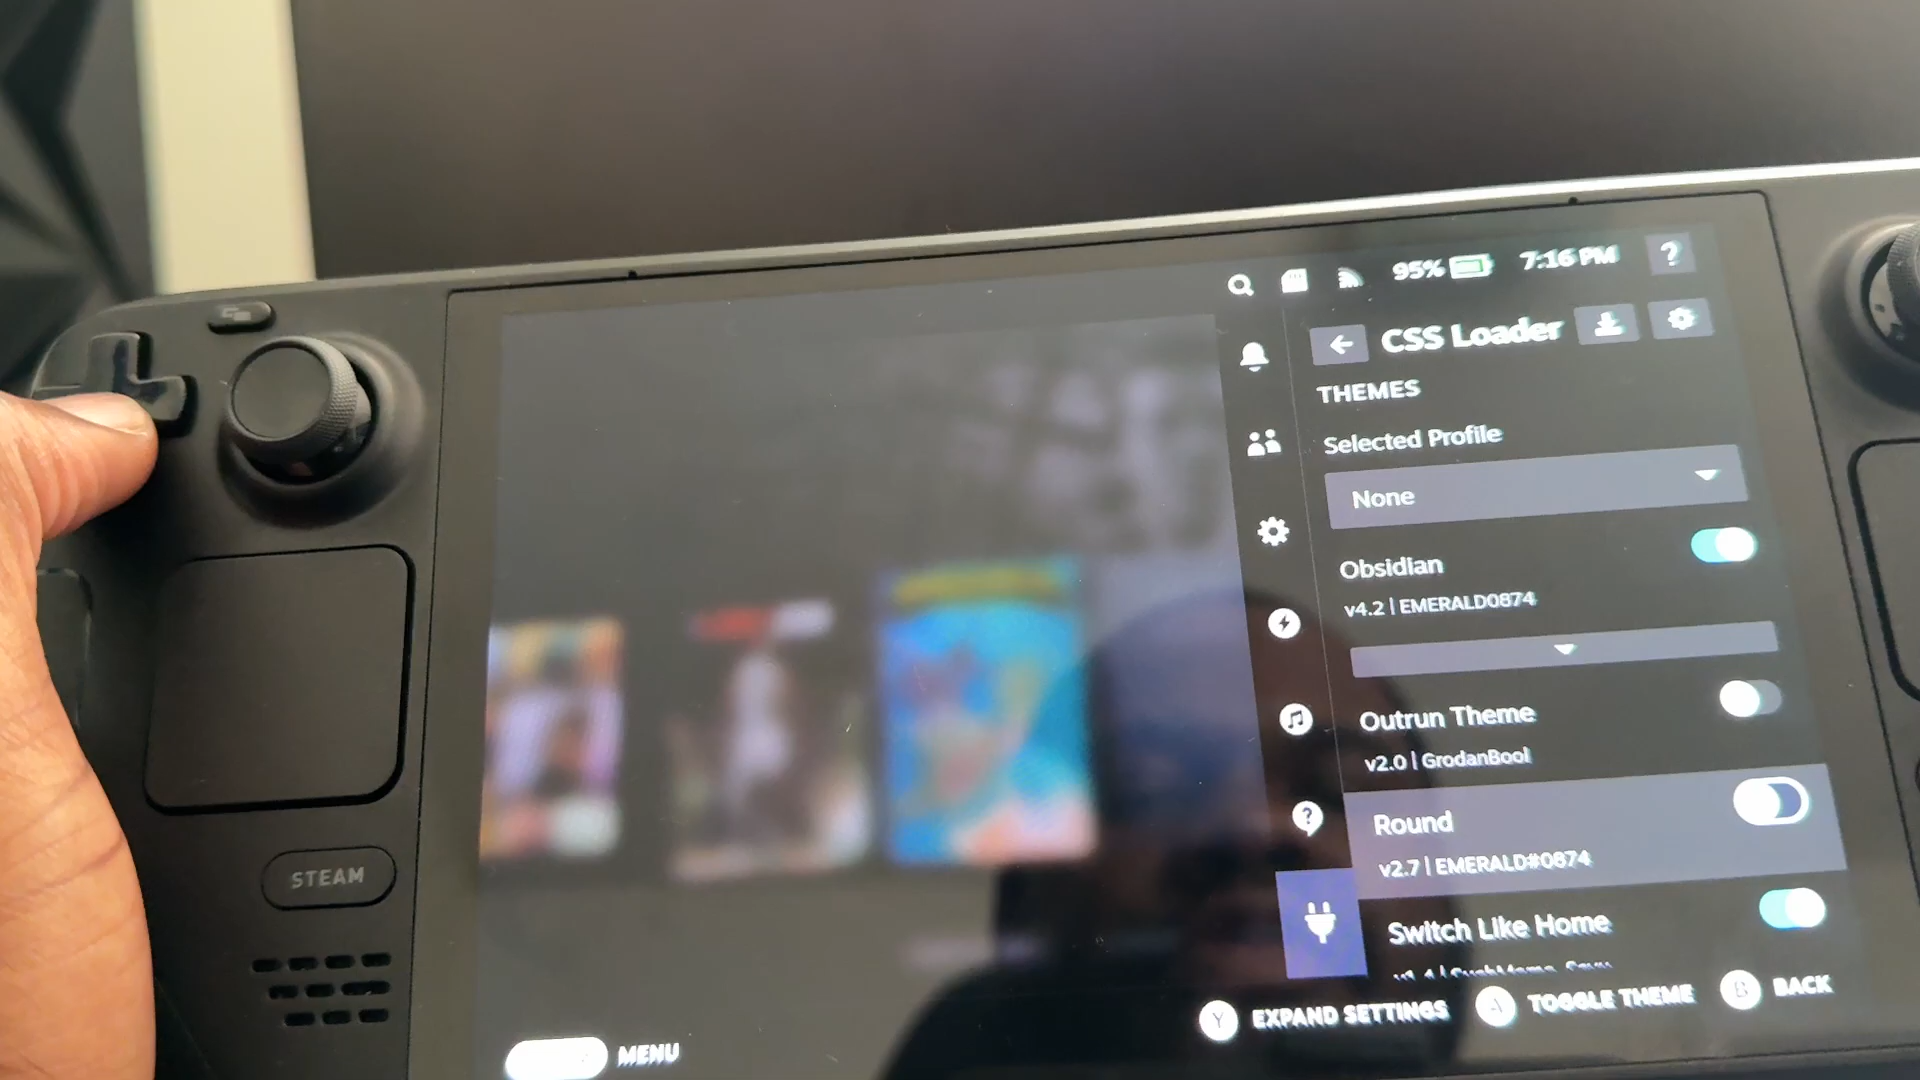 95% 7:16 PM ?
CSS Loader
THEMES
Selected Profile
None
Obsidian
v4.2 | EMERALD0874
Outrun Theme
v2.0 | GrodanBool
Round
v2.7 | EMERALD#0874
Switch Like Home
Y EXPAND SETTINGS A TOGGLE THEME B BACK
MENU
STEAM